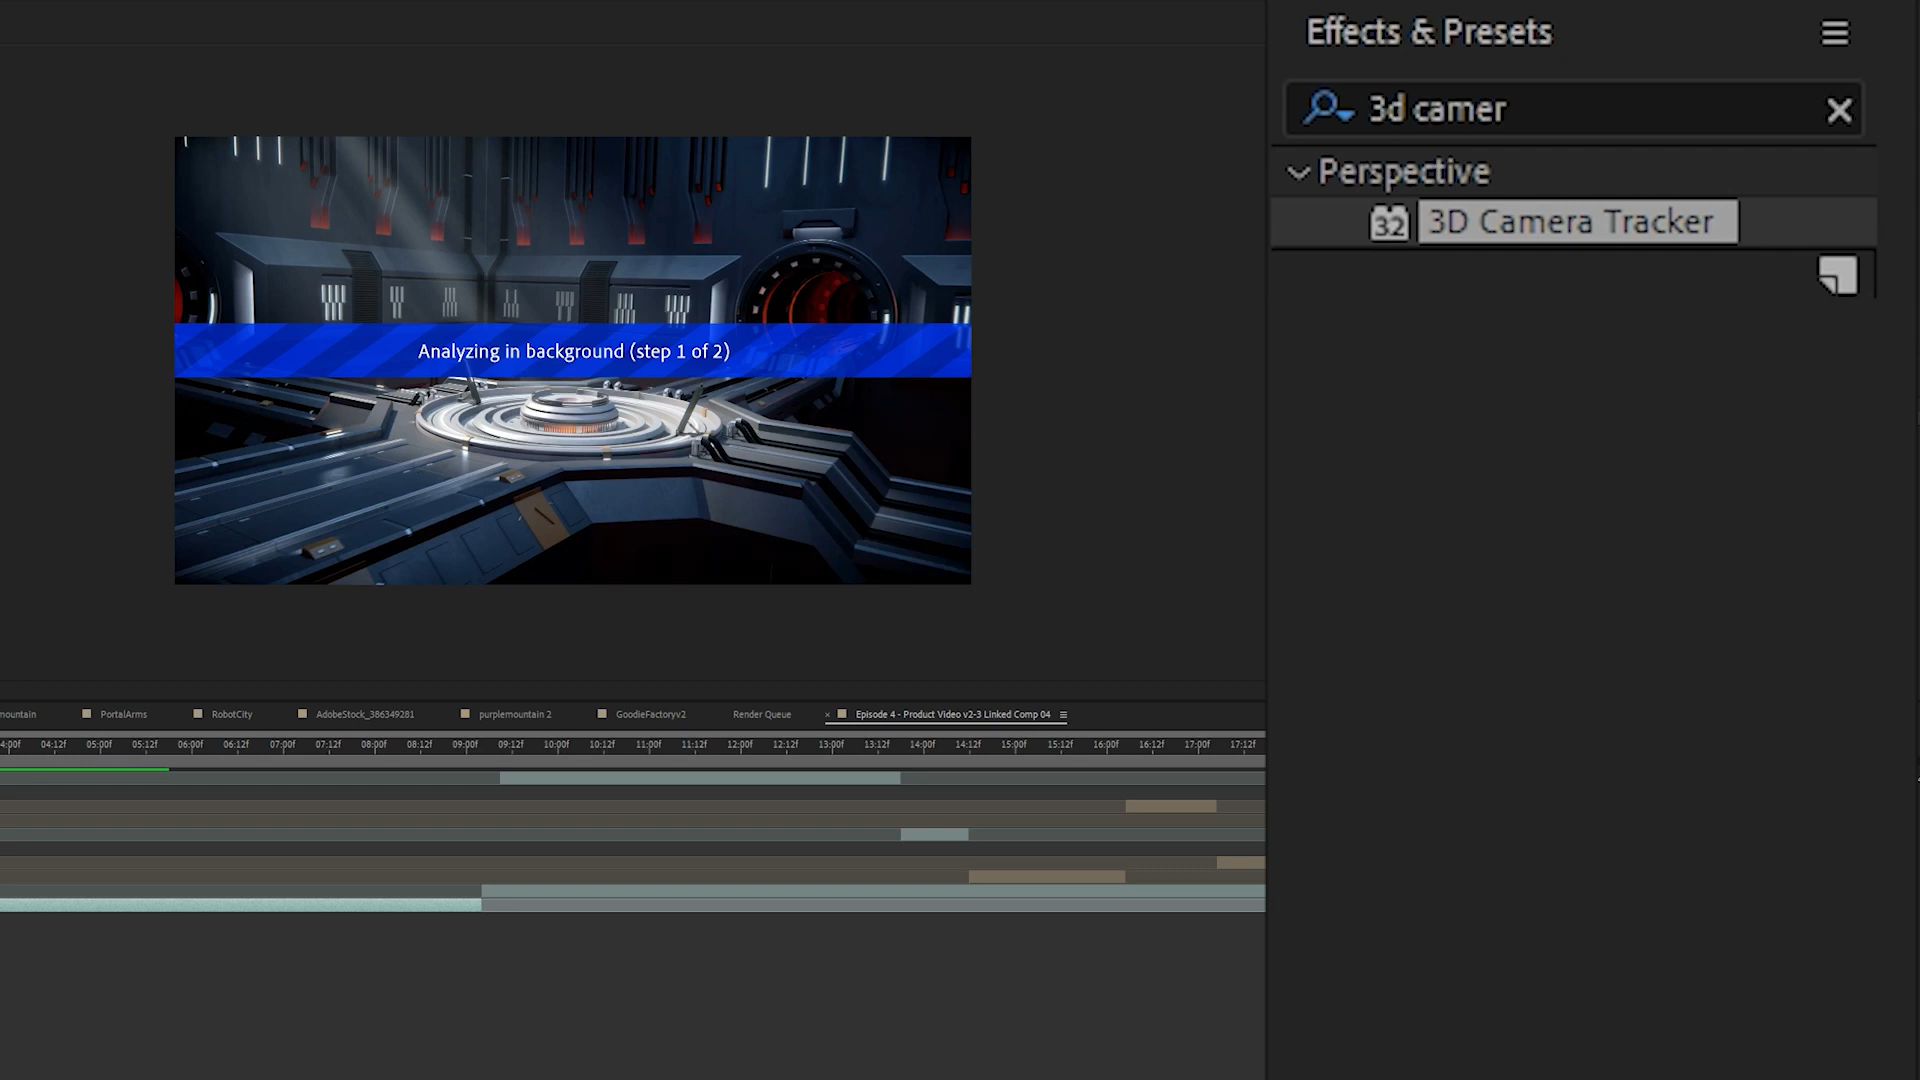 Effects & Presets
3d camer
Perspective
32 3D Camera Tracker
Analyzing in background (step 1 of 2)
mountain PortalArms RobotCity AdobeStock_386349281 purplemountain 2 GoodieFactoryv2 Render Queue × Episode 4 - Product Video v2-3 Linked Comp 04
4:00f 04:12f 05:00f 05:12f 06:00f 06:12f 07:00f 07:12f 08:00f 08:12f 09:00f 09:12f 10:00f 10:12f 11:00f 11:12f 12:00f 12:12f 13:00f 13:12f 14:00f 14:12f 15:00f 15:12f 16:00f 16:12f 17:00f 17:12f